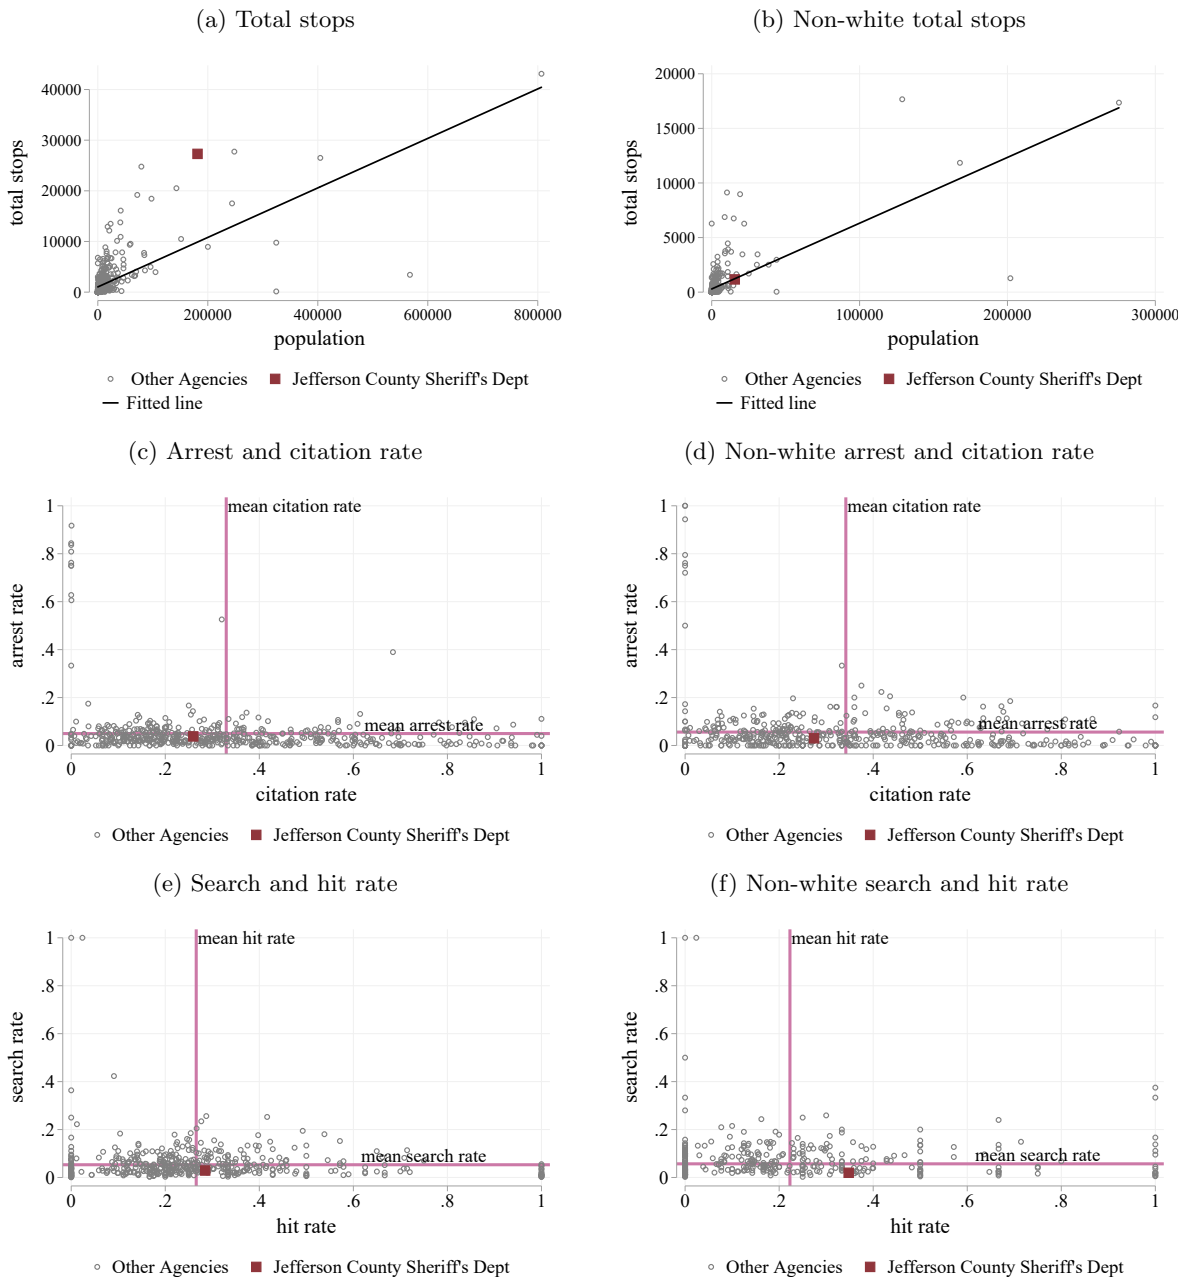 (a) Total stops
(b) Non-white total stops
40000
30000
20000
10000
0
total stops
0 200000 400000 600000 800000
population
Other Agencies Jefferson County Sheriff's Dept
Fitted line
20000
15000
10000
5000
0
total stops
0 100000 200000 300000
population
Other Agencies Jefferson County Sheriff's Dept
Fitted line
(c) Arrest and citation rate
(d) Non-white arrest and citation rate
1
.8
.6
.4
.2
0
arrest rate
mean citation rate
mean arrest rate
0 .2 .4 .6 .8 1
citation rate
Other Agencies Jefferson County Sheriff's Dept
1
.8
.6
.4
.2
0
arrest rate
mean citation rate
mean arrest rate
0 .2 .4 .6 .8 1
citation rate
Other Agencies Jefferson County Sheriff's Dept
(e) Search and hit rate
(f) Non-white search and hit rate
1
.8
.6
.4
.2
0
search rate
mean hit rate
mean search rate
0 .2 .4 .6 .8 1
hit rate
Other Agencies Jefferson County Sheriff's Dept
1
.8
.6
.4
.2
0
search rate
mean hit rate
mean search rate
0 .2 .4 .6 .8 1
hit rate
Other Agencies Jefferson County Sheriff's Dept